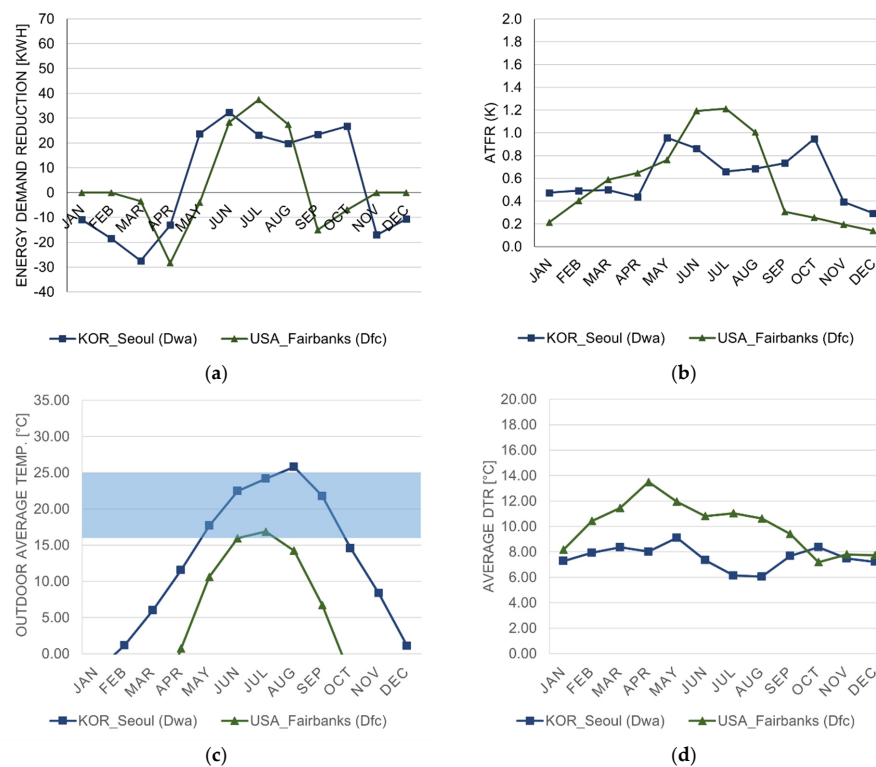 ENERGY DEMAND REDUCTION [KWH]
70
60
50
40
30
20
10
0
-10
-20
-30
-40
JAN
FEB
MAR
APR
MAY
JUN
JUL
AUG
SEP
OCT
NOV
DEC
KOR_Seoul (Dwa)
USA_Fairbanks (Dfc)
(a)
ATFR (K)
2.0
1.8
1.6
1.4
1.2
1.0
0.8
0.6
0.4
0.2
0.0
JAN
FEB
MAR
APR
MAY
JUN
JUL
AUG
SEP
OCT
NOV
DEC
KOR_Seoul (Dwa)
USA_Fairbanks (Dfc)
(b)
OUTDOOR AVERAGE TEMP. [°C]
35.00
30.00
25.00
20.00
15.00
10.00
5.00
0.00
JAN
FEB
MAR
APR
MAY
JUN
JUL
AUG
SEP
OCT
NOV
DEC
KOR_Seoul (Dwa)
USA_Fairbanks (Dfc)
(c)
AVERAGE DTR [°C]
20.00
18.00
16.00
14.00
12.00
10.00
8.00
6.00
4.00
2.00
0.00
JAN
FEB
MAR
APR
MAY
JUN
JUL
AUG
SEP
OCT
NOV
DEC
KOR_Seoul (Dwa)
USA_Fairbanks (Dfc)
(d)